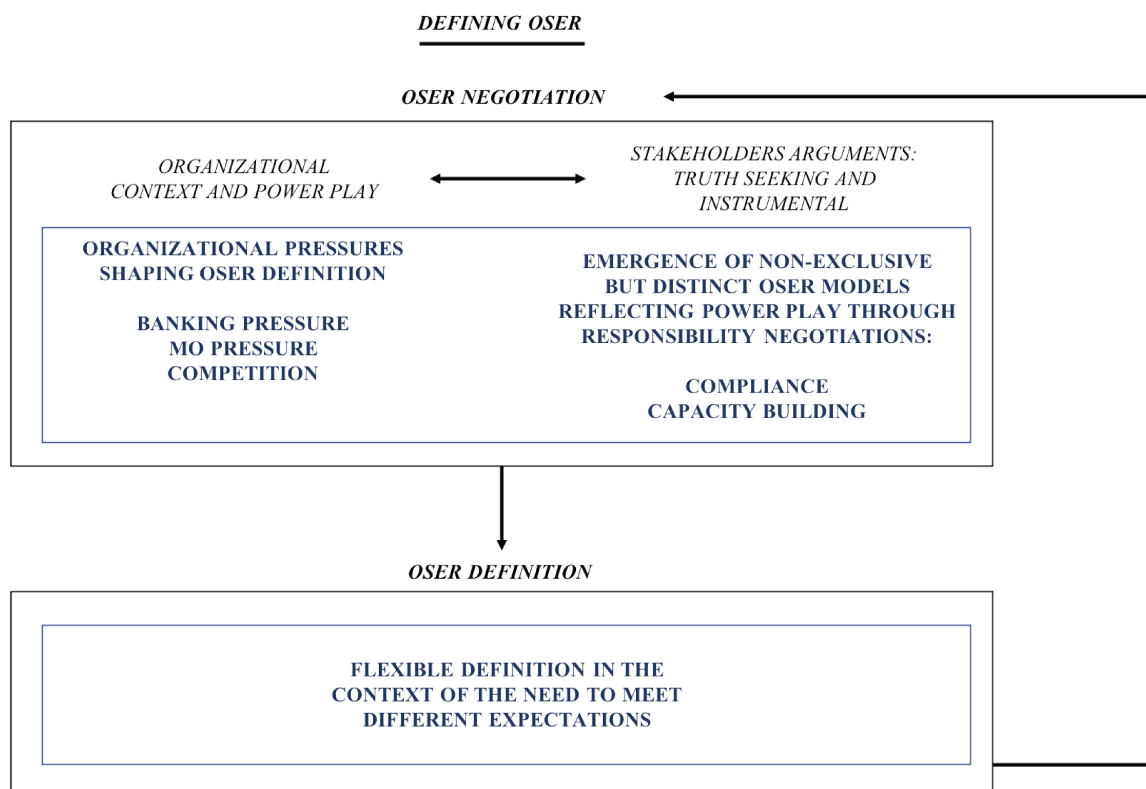 DEFINING OSER
OSER NEGOTIATION
ORGANIZATIONAL
CONTEXT AND POWER PLAY
STAKEHOLDERS ARGUMENTS:
TRUTH SEEKING AND
INSTRUMENTAL
ORGANIZATIONAL PRESSURES
SHAPING OSER DEFINITION
BANKING PRESSURE
MO PRESSURE
COMPETITION
EMERGENCE OF NON-EXCLUSIVE
BUT DISTINCT OSER MODELS
REFLECTING POWER PLAY THROUGH
RESPONSIBILITY NEGOTIATIONS:
COMPLIANCE
CAPACITY BUILDING
OSER DEFINITION
FLEXIBLE DEFINITION IN THE
CONTEXT OF THE NEED TO MEET
DIFFERENT EXPECTATIONS